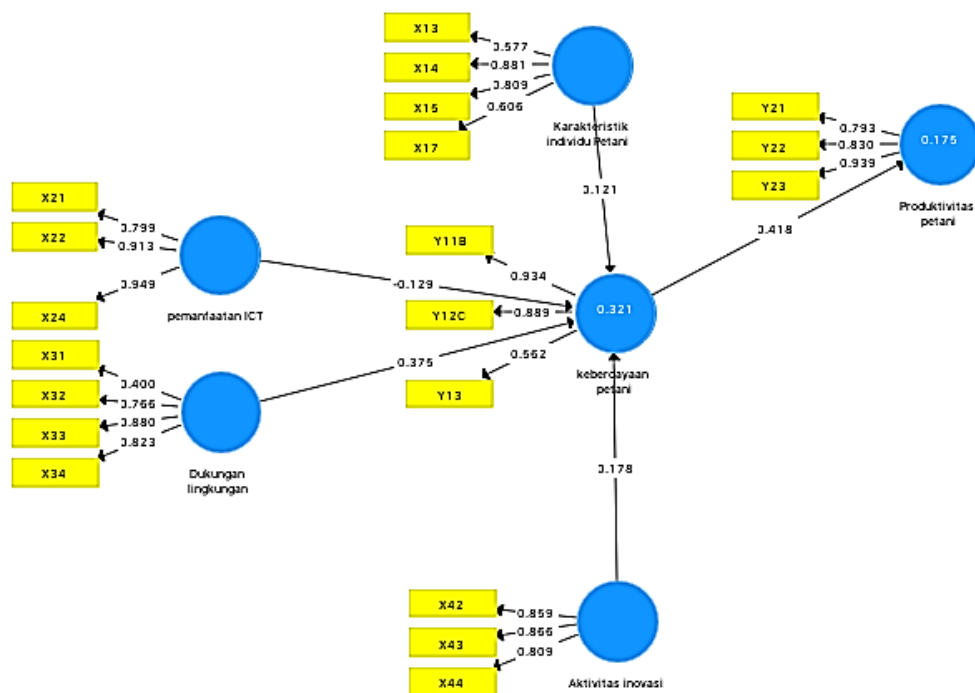 X13
X14
X15
X17
0.577
0.881
0.809
0.606
Karakteristik
individu Petani
0.121
Y21
Y22
Y23
0.793
0.830
0.939
0.175
Produktivitas
petani
0.418
X21
X22
X24
0.799
0.913
0.949
pemanfaatan ICT
-0.129
Y11B
Y12C
Y13
0.934
0.889
0.562
0.321
keberdayaan
petani
X31
X32
X33
X34
0.400
0.766
0.880
0.823
Dukungan
lingkungan
0.375
0.178
X42
X43
X44
0.859
0.866
0.809
Aktivitas inovasi